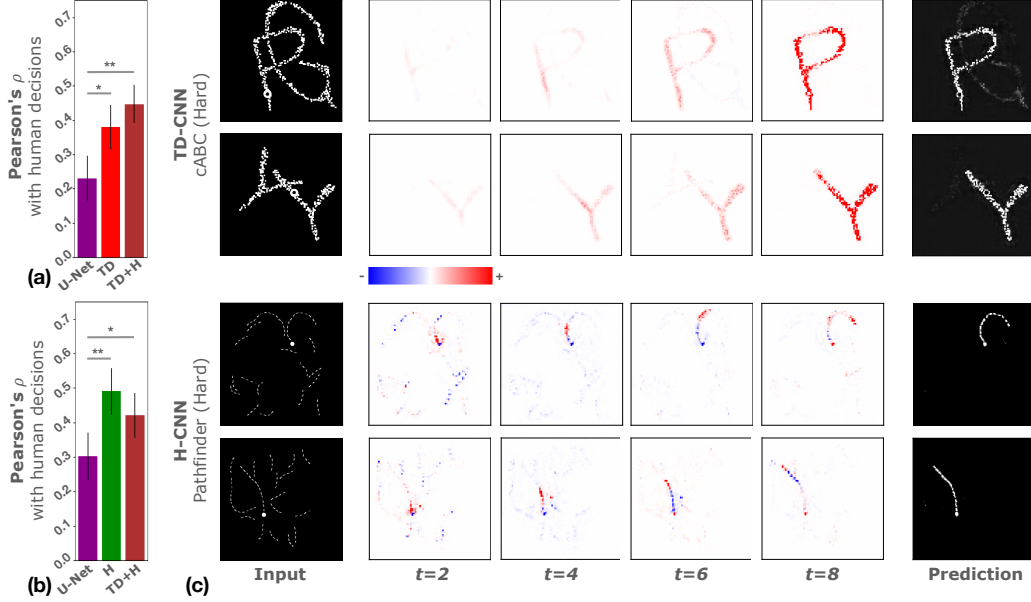 Pearson's ρ
with human decisions
0.7
0.6
0.5
0.4
0.3
0.2
0.1
0.0
**
*
U-Net
TD
TD+H
(a)
Pearson's ρ
with human decisions
0.7
0.6
0.5
0.4
0.3
0.2
0.1
0.0
*
**
U-Net
H
TD+H
(b)
(c)
TD-CNN
cABC (Hard)
- +
H-CNN
Pathfinder (Hard)
Input
t=2
t=4
t=6
t=8
Prediction